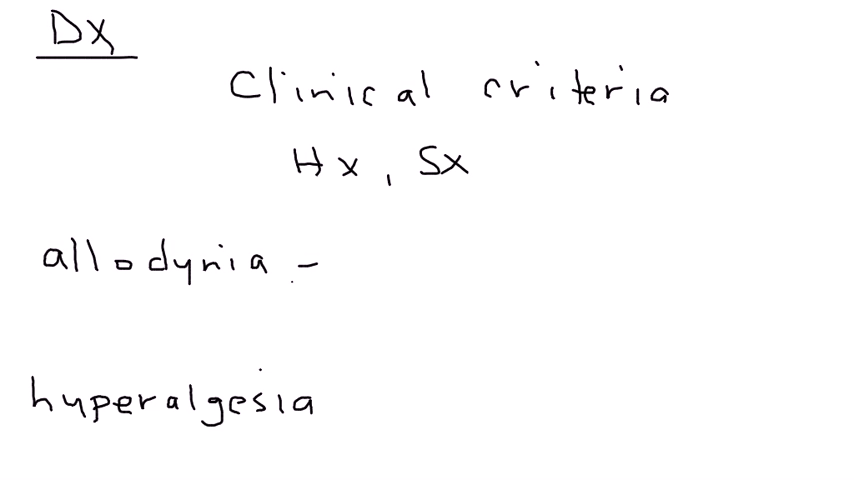 Dx
Clinical criteria
Hx, Sx
allodynia -
hyperalgesia